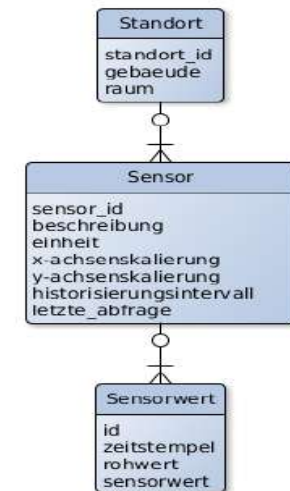 Standort
standort_id
gebaeude
raum
Sensor
sensor_id
beschreibung
einheit
x-achsenskalierung
y-achsenskalierung
historisierungsintervall
letzte_abfrage
Sensorwert
id
zeitstempel
rohwert
sensorwert